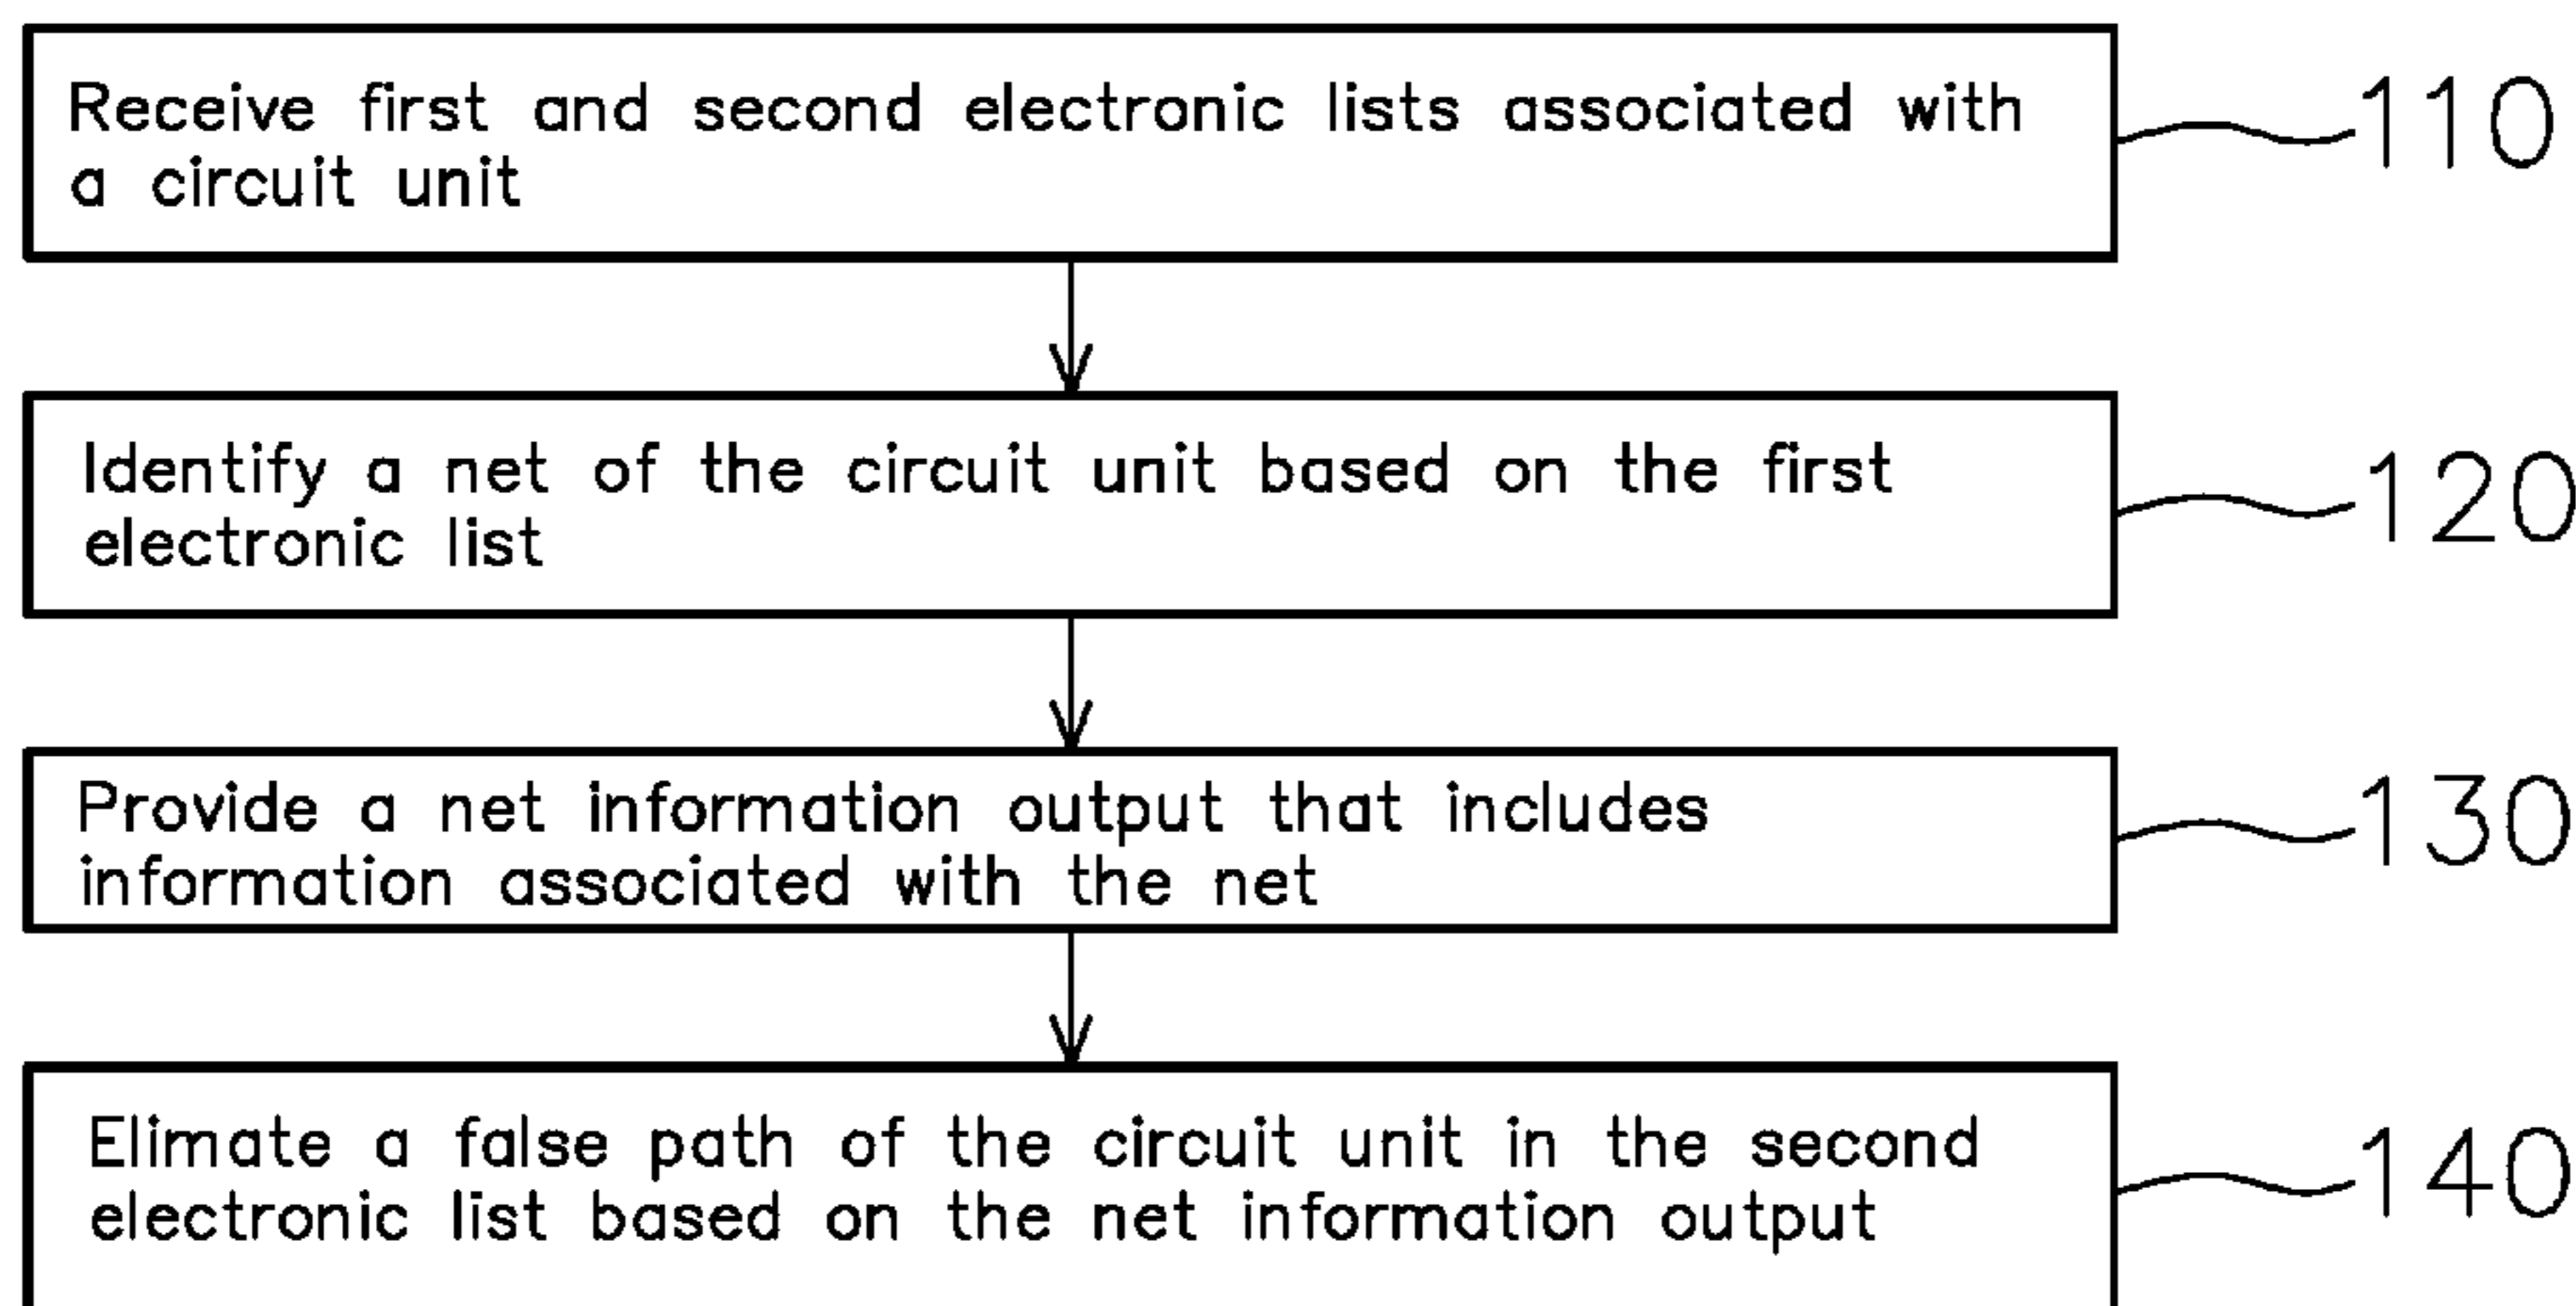 Receive first and second electronic lists associated with
a circuit unit
110
Identify a net of the circuit unit based on the first
electronic list
120
Provide a net information output that includes
information associated with the net
130
Elimate a false path of the circuit unit in the second
electronic list based on the net information output
140